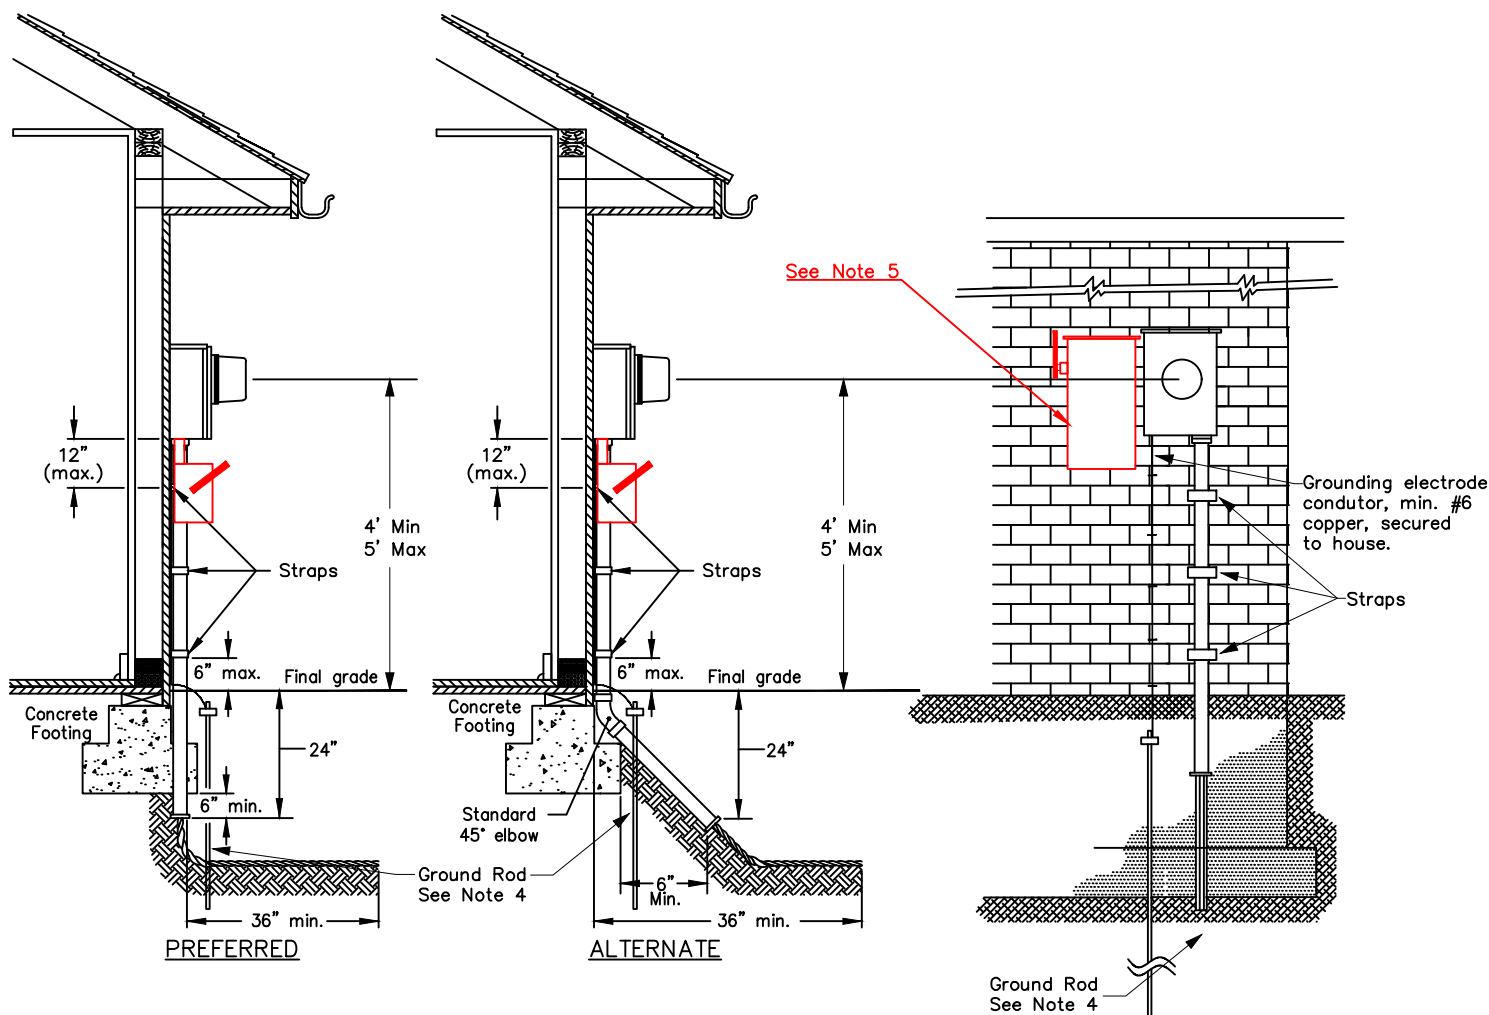 See Note 5
12"
(max.)
4' Min
5' Max
Straps
6" max.
Final grade
Concrete
Footing
24"
6" min.
Ground Rod
See Note 4
36" min.
PREFERRED
12"
(max.)
4' Min
5' Max
Straps
6" max.
Final grade
Concrete
Footing
24"
Standard
45° elbow
6"
Min.
36" min.
ALTERNATE
Grounding electrode
condutor, min. #6
copper, secured
to house.
Straps
Ground Rod
See Note 4